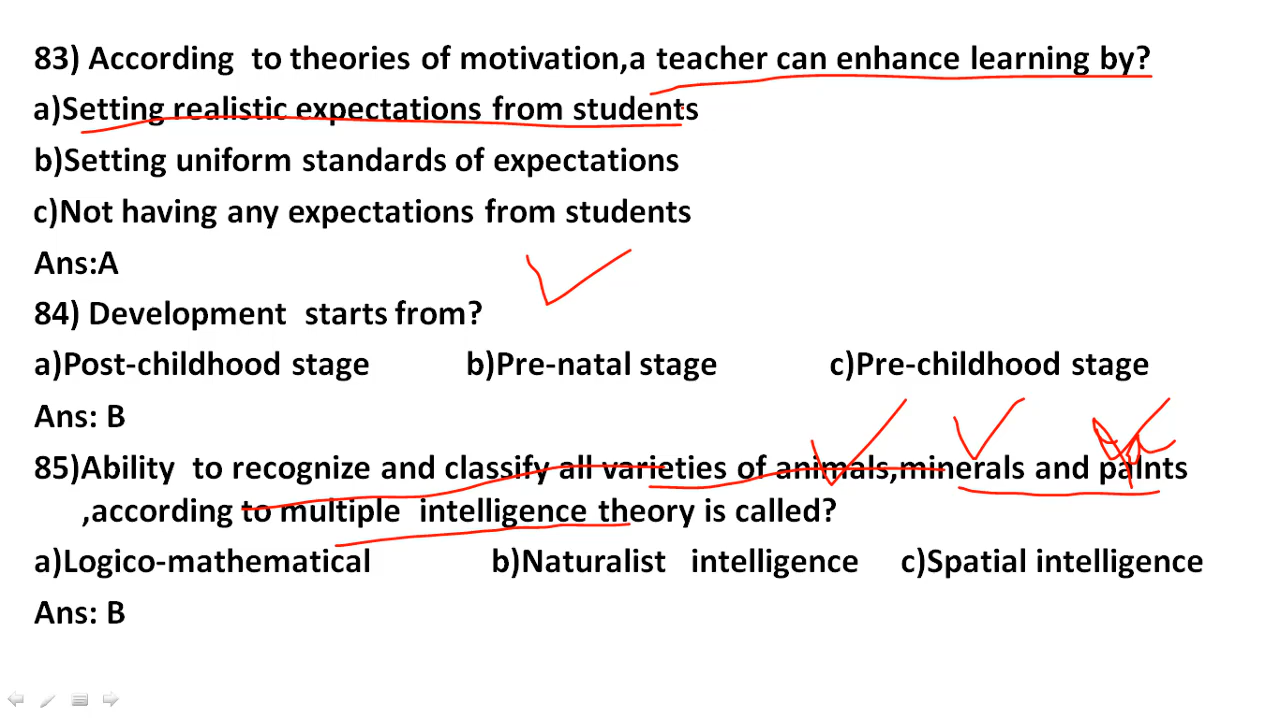 83) According to theories of motivation,a teacher can enhance learning by?
a)Setting realistic expectations from students
b)Setting uniform standards of expectations
c)Not having any expectations from students
Ans:A
84) Development starts from?
a)Post-childhood stage b)Pre-natal stage c)Pre-childhood stage
Ans: B
85)Ability to recognize and classify all varieties of animals,minerals and paints
,according to multiple intelligence theory is called?
a)Logico-mathematical b)Naturalist intelligence c)Spatial intelligence
Ans: B